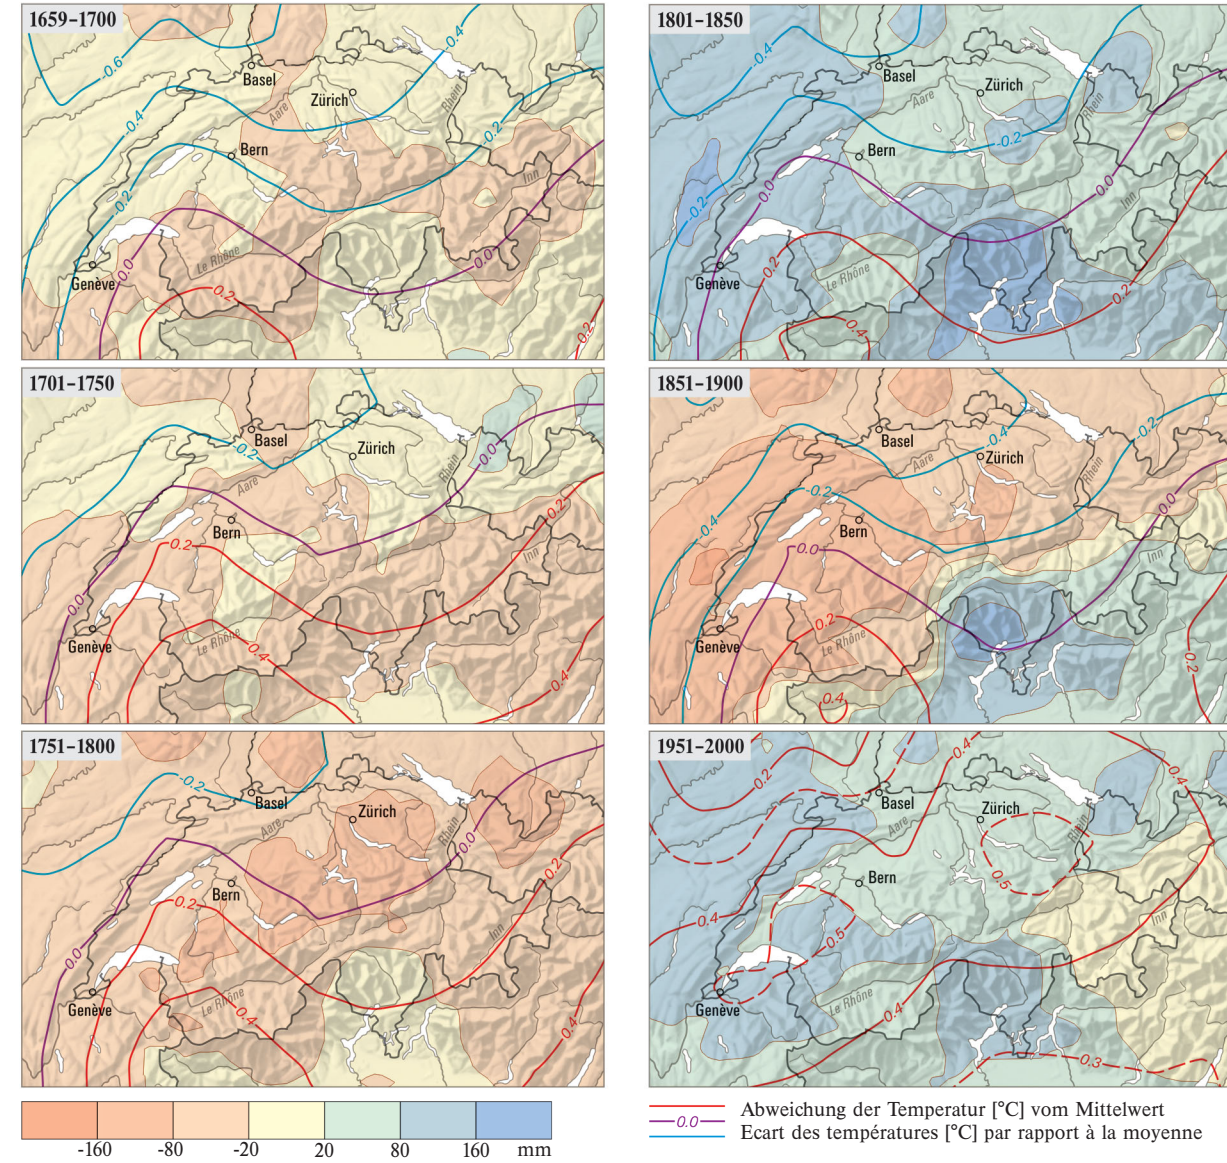 1659–1700
-0.6
-0.4
-0.4
-0.2
-0.2
0.0
0.0
0.2
0.2
Basel
Zürich
Bern
Genève
Aare
Rhein
Inn
Le Rhône
1801–1850
-0.4
-0.2
-0.2
0.0
0.0
0.2
0.2
0.4
Basel
Zürich
Bern
Genève
Aare
Rhein
Inn
Le Rhône
1701–1750
-0.2
0.0
0.0
0.2
0.2
0.4
0.4
Basel
Zürich
Bern
Genève
Aare
Rhein
Inn
Le Rhône
1851–1900
-0.4
-0.4
-0.2
-0.2
0.0
0.0
0.2
0.2
0.4
Basel
Zürich
Bern
Genève
Aare
Rhein
Le Rhône
1751–1800
-0.2
0.0
0.0
0.2
0.2
0.4
0.4
Basel
Zürich
Bern
Genève
Aare
Rhein
Inn
Le Rhône
1951–2000
0.2
0.4
0.4
0.4
0.4
0.5
0.5
0.3
Basel
Zürich
Bern
Genève
Aare
Rhein
Inn
Le Rhône
-160 -80 -20 20 80 160 mm
0.0
Abweichung der Temperatur [°C] vom Mittelwert
Ecart des températures [°C] par rapport à la moyenne